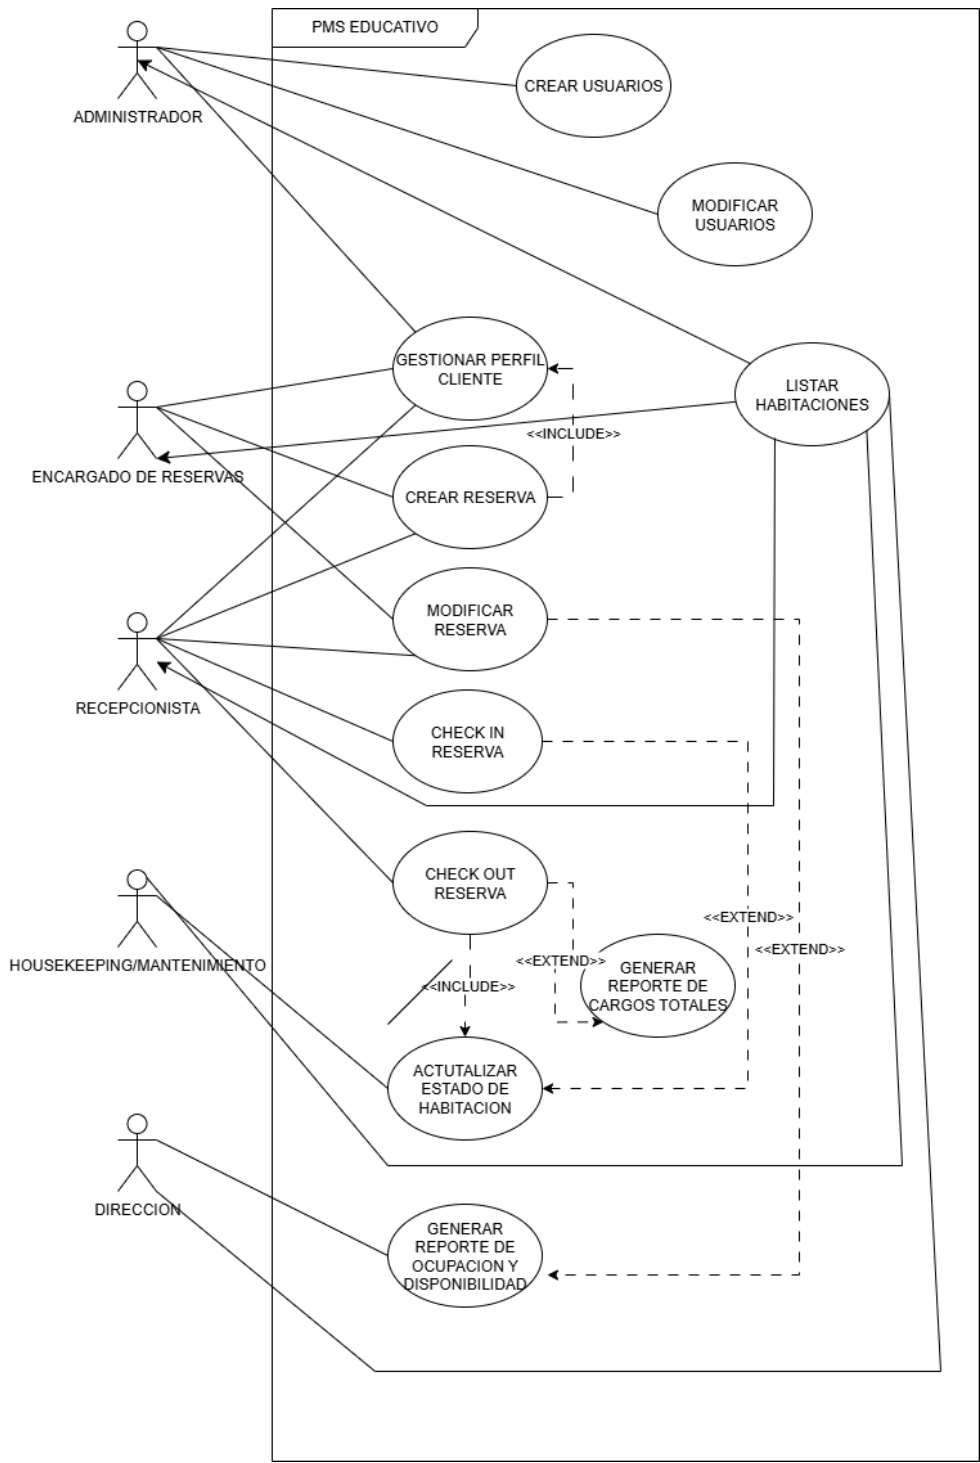 PMS EDUCATIVO
CREAR USUARIOS
ADMINISTRADOR
MODIFICAR
USUARIOS
GESTIONAR PERFIL
CLIENTE
LISTAR
HABITACIONES
<<INCLUDE>>
ENCARGADO DE RESERVAS
CREAR RESERVA
MODIFICAR
RESERVA
RECEPCIONISTA
CHECK IN
RESERVA
CHECK OUT
RESERVA
<<EXTEND>>
<<EXTEND>>
HOUSEKEEPING/MANTENIMIENTO
<<EXTEND>>
GENERAR
REPORTE DE
CARGOS TOTALES
<<INCLUDE>>
ACTUTALIZAR
ESTADO DE
HABITACION
DIRECCION
GENERAR
REPORTE DE
OCUPACION Y
DISPONIBILIDAD